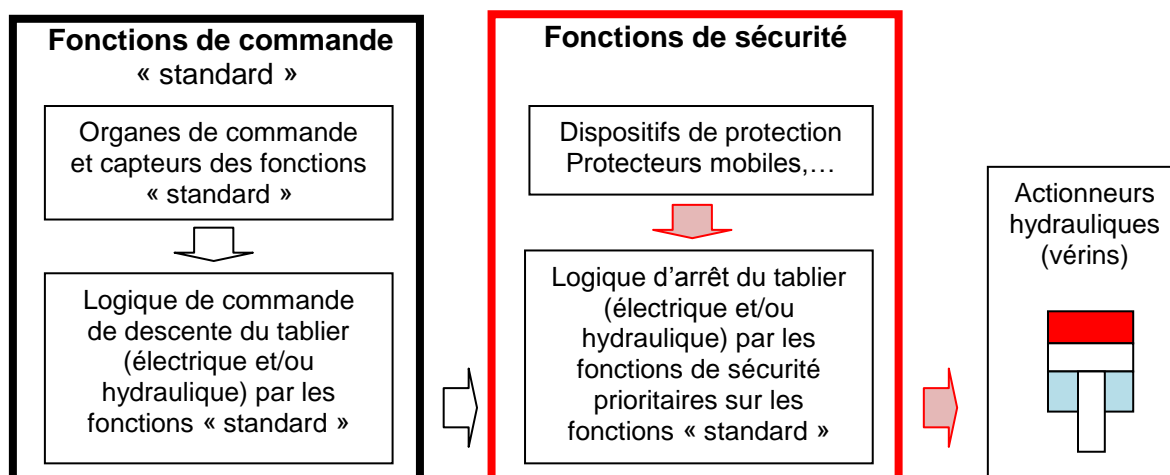 Fonctions de commande
« standard »
Organes de commande
et capteurs des fonctions
« standard »
Logique de commande
de descente du tablier
(électrique et/ou
hydraulique) par les
fonctions « standard »
Fonctions de sécurité
Dispositifs de protection
Protecteurs mobiles,…
Logique d’arrêt du tablier
(électrique et/ou
hydraulique) par les
fonctions de sécurité
prioritaires sur les
fonctions « standard »
Actionneurs
hydrauliques
(vérins)